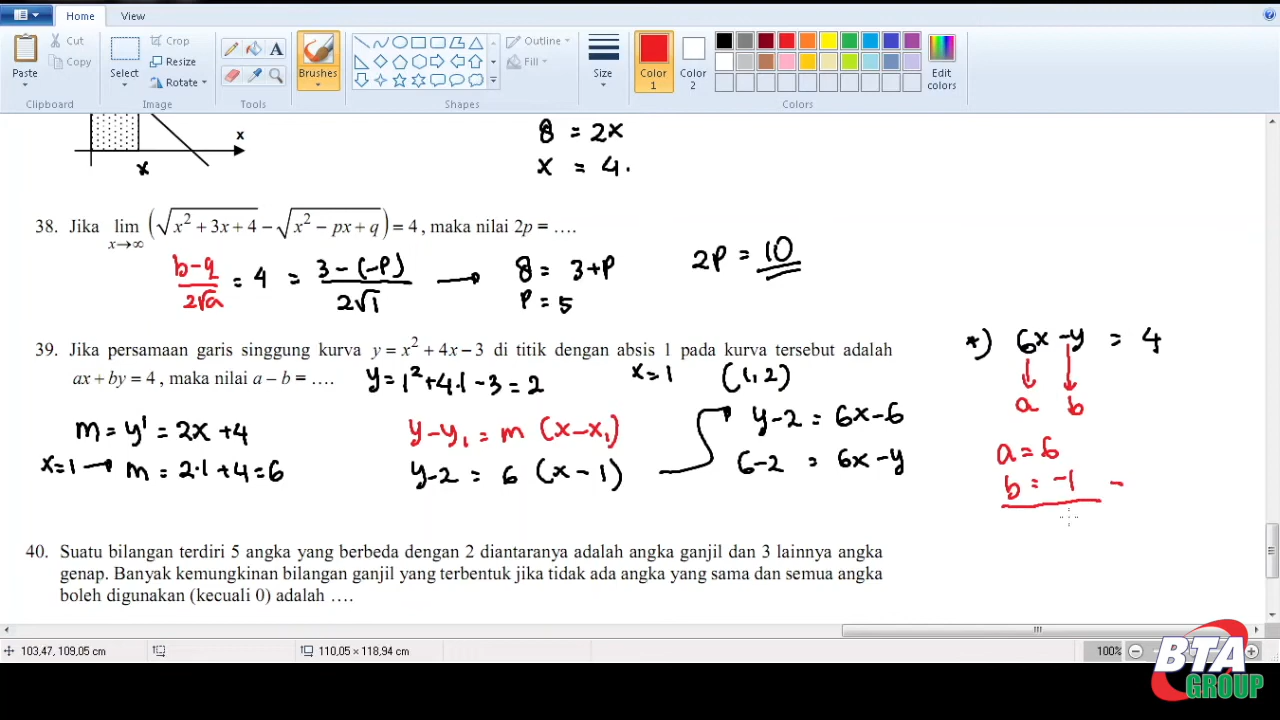 Home View
Cut
Copy
Paste
Clipboard
Select
Crop
Resize
Rotate
Image
Tools
Brushes
Outline
Fill
Shapes
Size
Color 1
Color 2
Edit colors
Colors
x
x
8 = 2x
x = 4.
38. Jika lim x→∞ (√x² + 3x + 4 − √x² − px + q) = 4 , maka nilai 2p = ….
b-q/2√a = 4 = 3-(-p)/2√1 → 8 = 3+p
p = 5
2p = 10
39. Jika persamaan garis singgung kurva y = x² + 4x − 3 di titik dengan absis 1 pada kurva tersebut adalah
ax + by = 4 , maka nilai a – b = ….
y = 1² + 4·1 - 3 = 2
x=1 (1,2)
m = y' = 2x + 4
x=1 → m = 2·1 + 4 = 6
y-y₁ = m (x-x₁)
y-2 = 6 (x-1)
y-2 = 6x-6
6-2 = 6x-y
*) 6x -y = 4
a b
a = 6
b = -1 -
40. Suatu bilangan terdiri 5 angka yang berbeda dengan 2 diantaranya adalah angka ganjil dan 3 lainnya angka
genap. Banyak kemungkinan bilangan ganjil yang terbentuk jika tidak ada angka yang sama dan semua angka
boleh digunakan (kecuali 0) adalah ….
103,47, 109,05 cm
110,05 × 118,94 cm
100%
BTA
GROUP